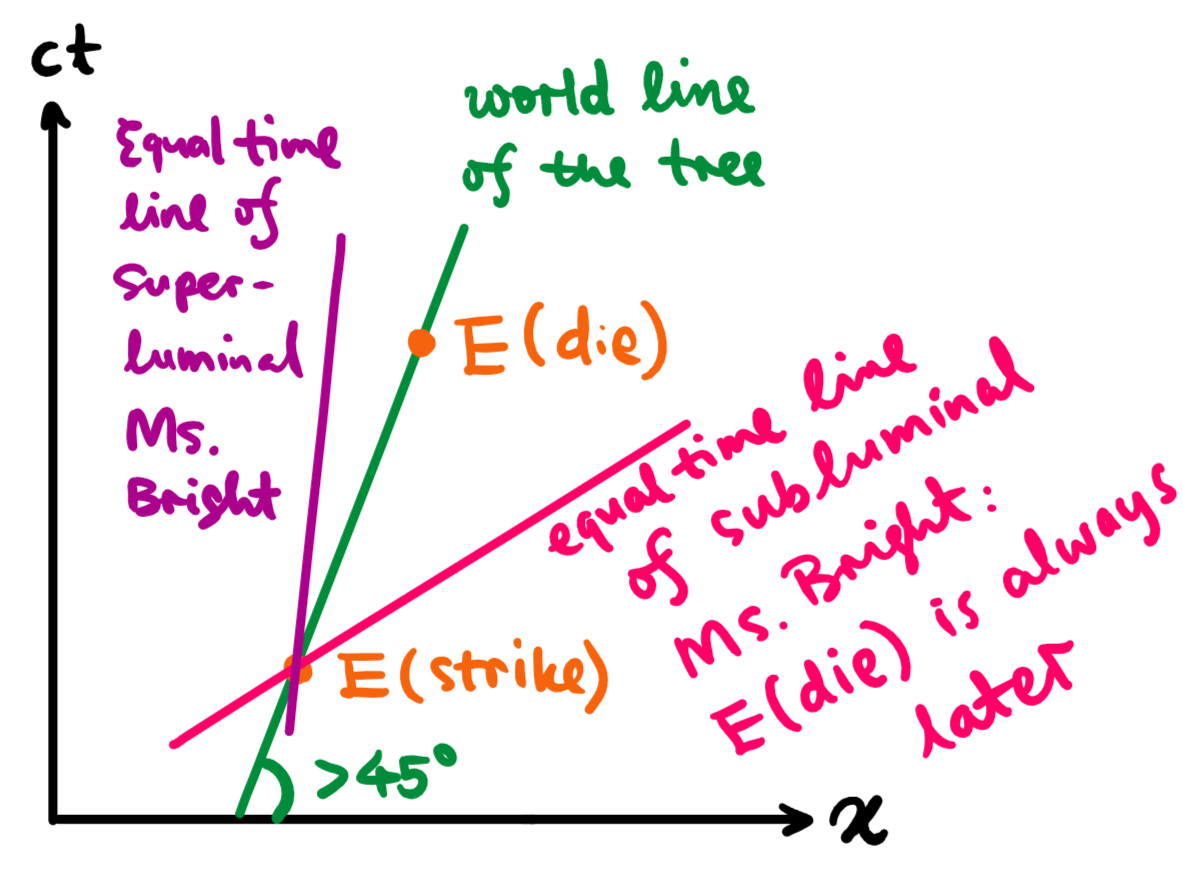 ct
Equal time
line of
super-
luminal
Ms.
Bright
world line
of the tree
E(die)
equal time line
of subluminal
Ms. Bright:
E(die) is always
later
E(strike)
>45°
x